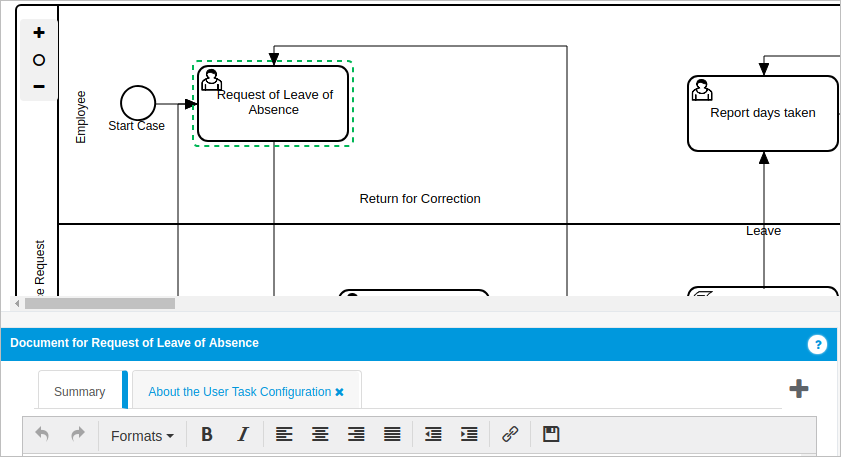 Employee
Start Case
Request of Leave of
Absence
Report days taken
Return for Correction
Leave
Request
Document for Request of Leave of Absence
?
Summary
About the User Task Configuration
Formats
B I